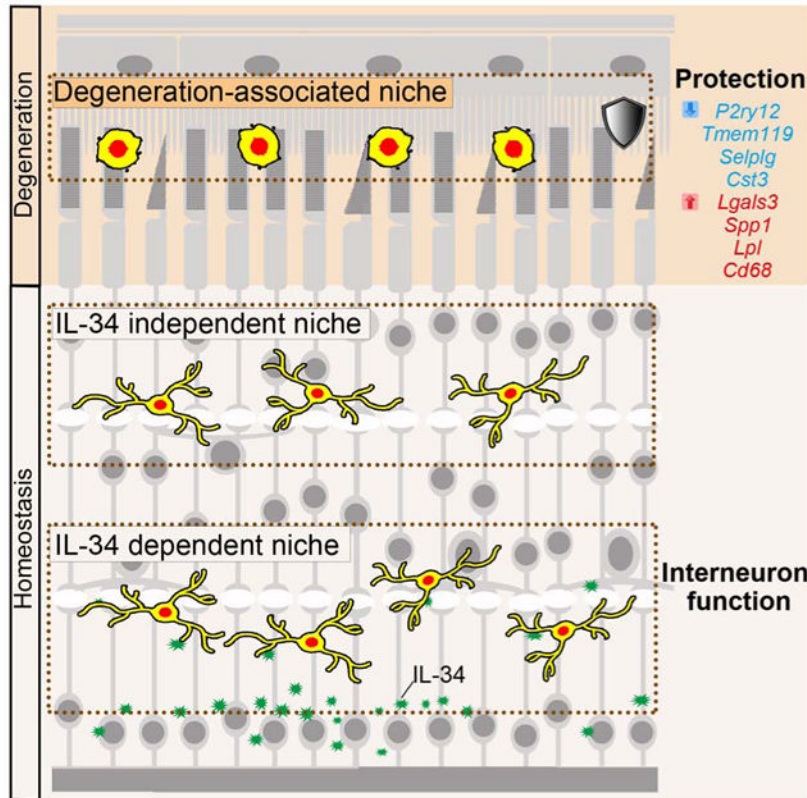 Degeneration
Degeneration-associated niche
Protection
P2ry12
Tmem119
Selplg
Cst3
Lgals3
Spp1
Lpl
Cd68
Homeostasis
IL-34 independent niche
IL-34 dependent niche
Interneuron
function
IL-34